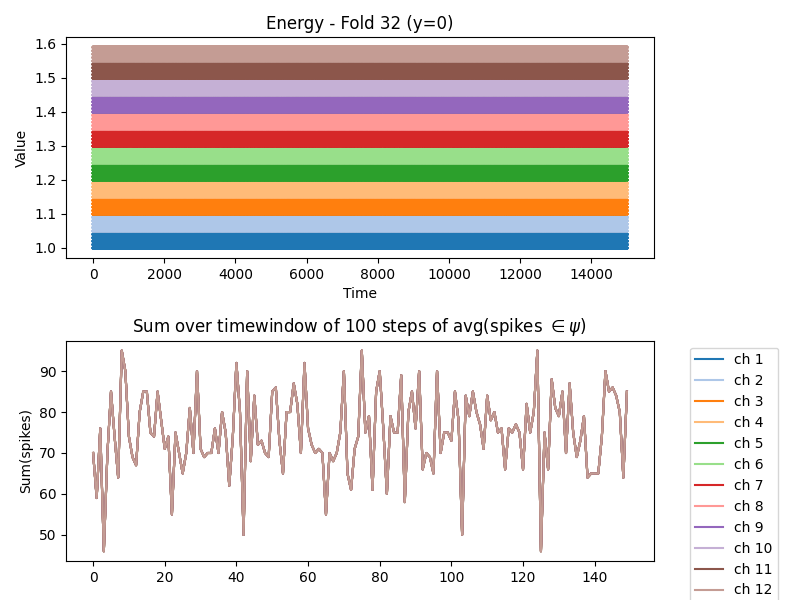 Energy - Fold 32 (y=0)
1.6
1.5
1.4
1.3
1.2
1.1
1.0
Value
0 2000 4000 6000 8000 10000 12000 14000
Time
Sum over timewindow of 100 steps of avg(spikes ∈ ψ)
90
80
70
60
50
Sum(spikes)
0 20 40 60 80 100 120 140
ch 1
ch 2
ch 3
ch 4
ch 5
ch 6
ch 7
ch 8
ch 9
ch 10
ch 11
ch 12